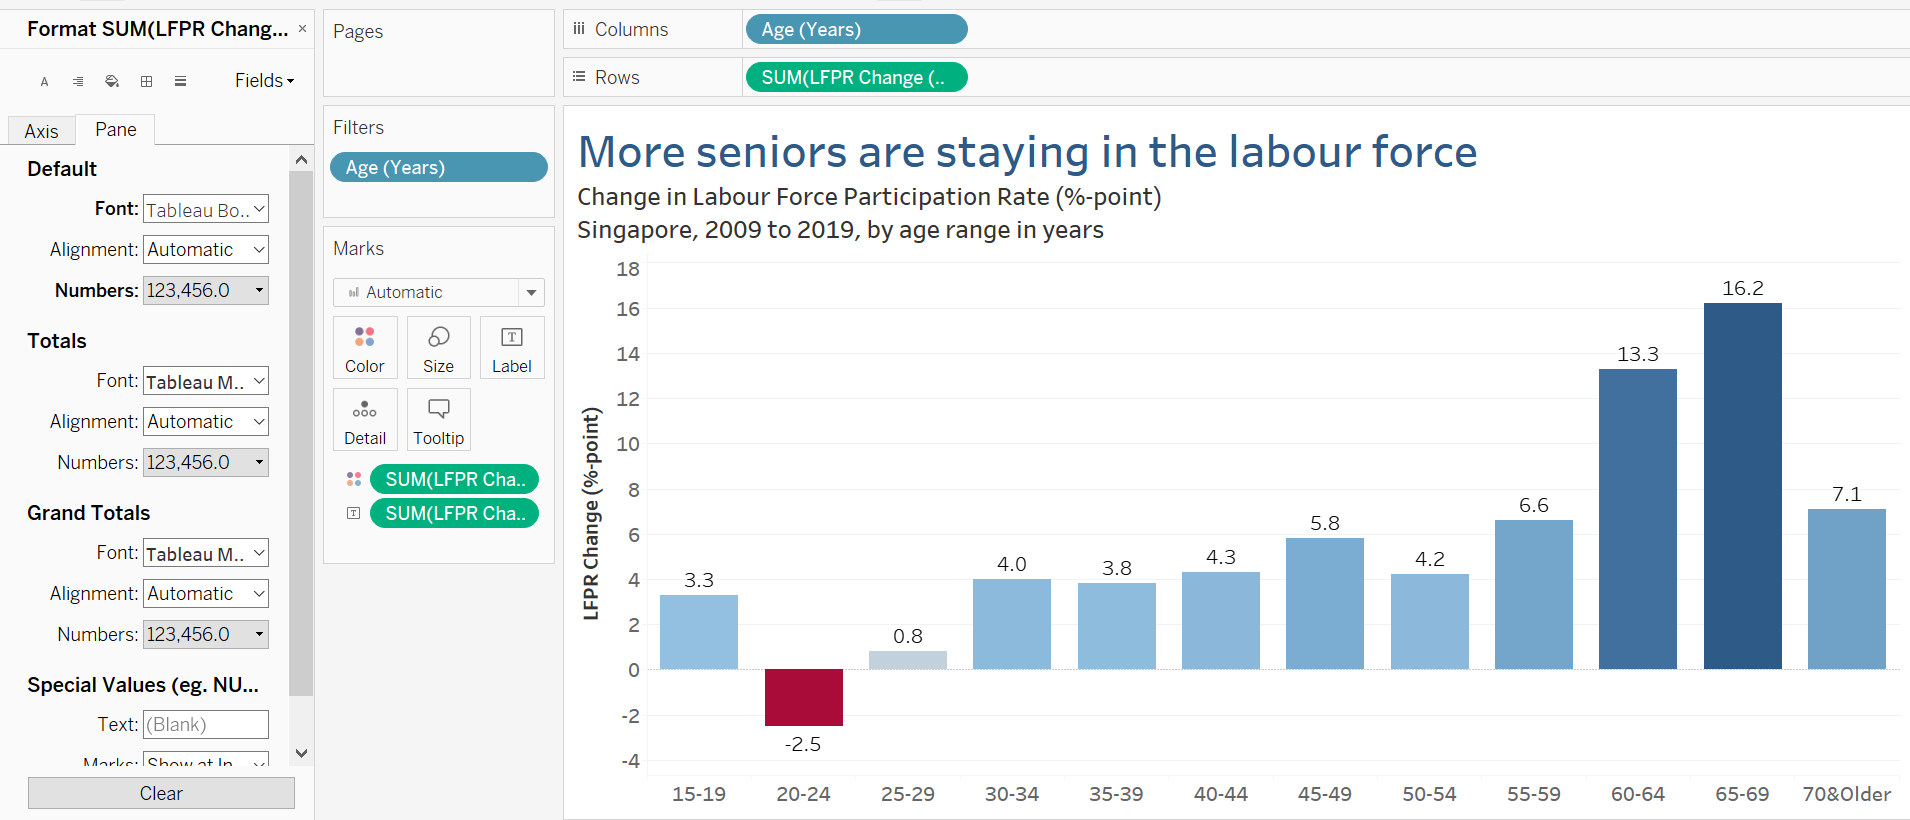 Format SUM(LFPR Chang... ×
A Fields
Axis Pane
Default
Font: Tableau Bo..
Alignment: Automatic
Numbers: 123,456.0
Totals
Font: Tableau M..
Alignment: Automatic
Numbers: 123,456.0
Grand Totals
Font: Tableau M..
Alignment: Automatic
Numbers: 123,456.0
Special Values (eg. NU...
Text: (Blank)
Marks: Show at In
Clear
Pages
Filters
Age (Years)
Marks
Automatic
Color Size T Label
Detail Tooltip
SUM(LFPR Cha..
T SUM(LFPR Cha..
iii Columns Age (Years)
Rows SUM(LFPR Change (..
More seniors are staying in the labour force
Change in Labour Force Participation Rate (%-point)
Singapore, 2009 to 2019, by age range in years
LFPR Change (%-point)
18
16
14
12
10
8
6
4
2
0
-2
-4
3.3
-2.5
0.8
4.0
3.8
4.3
5.8
4.2
6.6
13.3
16.2
7.1
15-19 20-24 25-29 30-34 35-39 40-44 45-49 50-54 55-59 60-64 65-69 70&Older